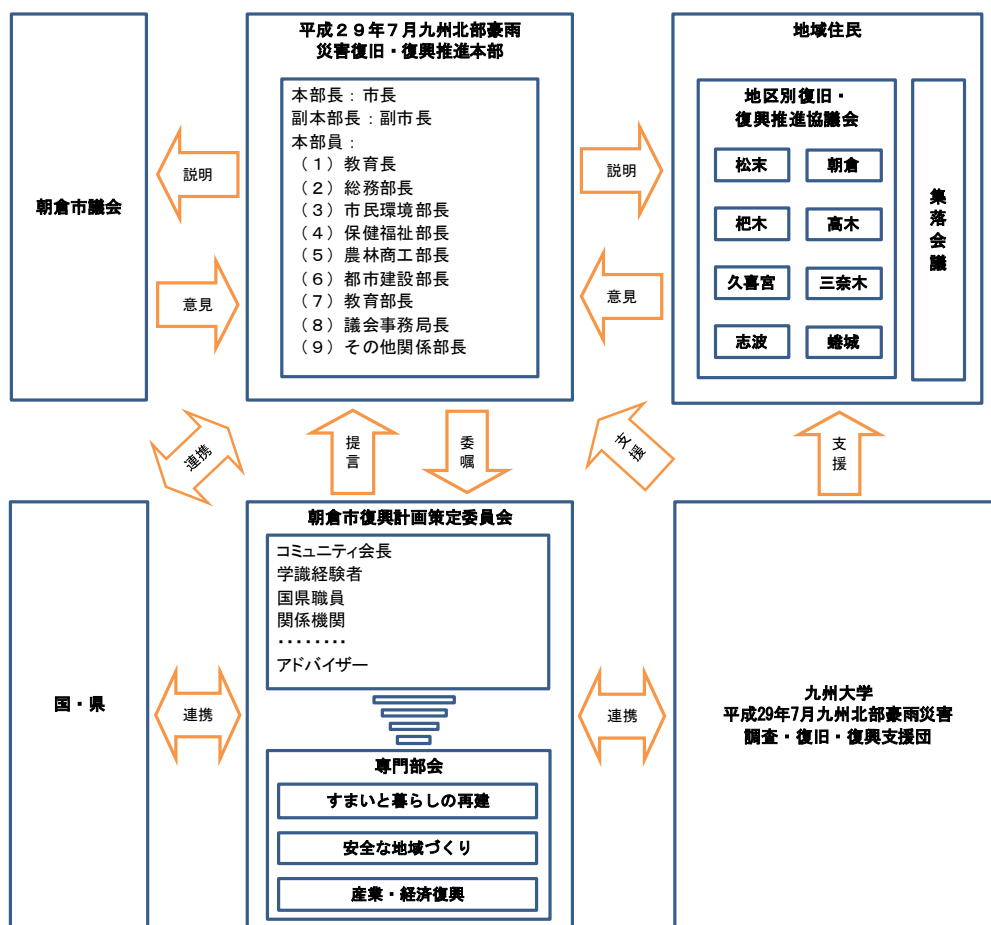 平成２９年７月九州北部豪雨
災害復旧・復興推進本部
本部長：市長
副本部長：副市長
本部員：
（１）教育長
（２）総務部長
（３）市民環境部長
（４）保健福祉部長
（５）農林商工部長
（６）都市建設部長
（７）教育部長
（８）議会事務局長
（９）その他関係部長
朝倉市議会
説明
意見
説明
意見
地域住民
地区別復旧・
復興推進協議会
松末
朝倉
杷木
高木
久喜宮
三奈木
志波
蜷城
集落会議
連携
提言
委嘱
支援
支援
国・県
連携
朝倉市復興計画策定委員会
コミュニティ会長
学識経験者
国県職員
関係機関
・・・・・・・・
アドバイザー
専門部会
すまいと暮らしの再建
安全な地域づくり
産業・経済復興
連携
九州大学
平成29年7月九州北部豪雨災害
調査・復旧・復興支援団